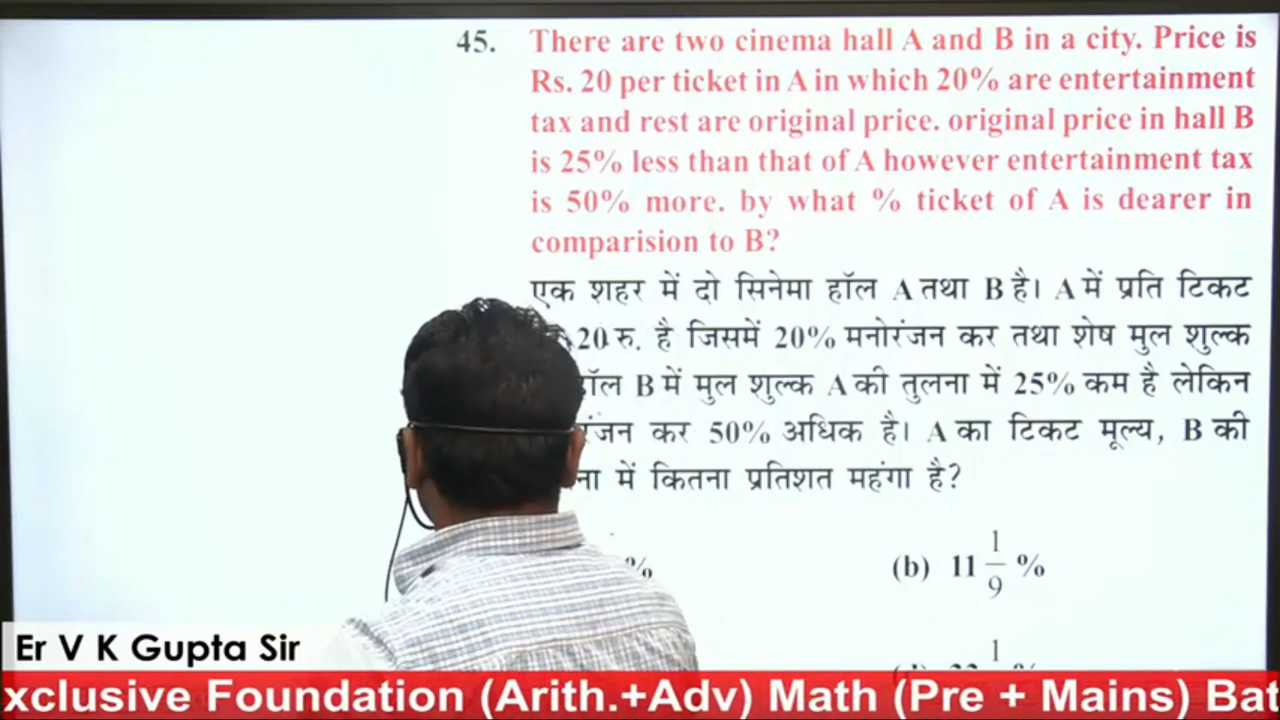 45. There are two cinema hall A and B in a city. Price is
Rs. 20 per ticket in A in which 20% are entertainment
tax and rest are original price. original price in hall B
is 25% less than that of A however entertainment tax
is 50% more. by what % ticket of A is dearer in
comparision to B?
एक शहर में दो सिनेमा हॉल A तथा B है। A में प्रति टिकट
20 रु. है जिसमें 20% मनोरंजन कर तथा शेष मुल शुल्क
B में मुल शुल्क A की तुलना में 25% कम है लेकिन
कर 50% अधिक है। A का टिकट मूल्य, B की
में कितना प्रतिशत महंगा है?
% (b) 11 1/9 %
Er V K Gupta Sir
xclusive Foundation (Arith.+Adv) Math (Pre + Mains) Bat